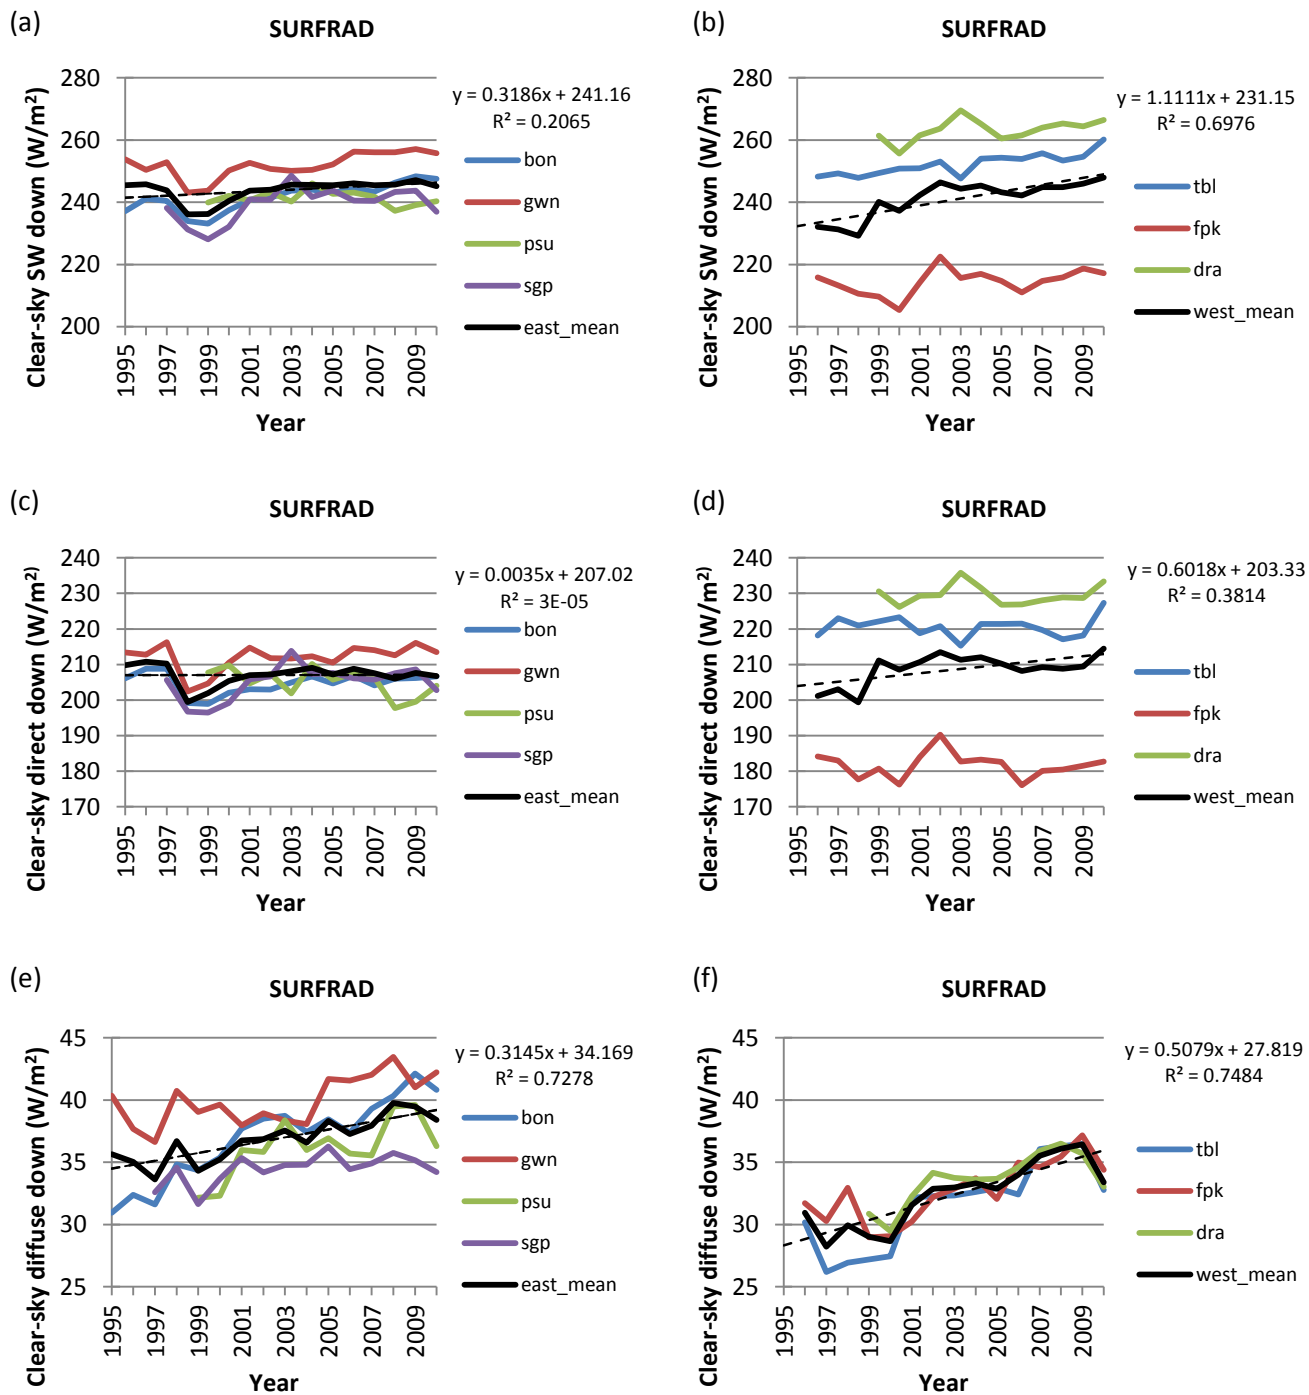 (a)
SURFRAD
Clear-sky SW down (W/m²)
280
260
240
220
200
1995
1997
1999
2001
2003
2005
2007
2009
Year
y = 0.3186x + 241.16
R² = 0.2065
bon
gwn
psu
sgp
east_mean
(b)
SURFRAD
Clear-sky SW down (W/m²)
280
260
240
220
200
1995
1997
1999
2001
2003
2005
2007
2009
Year
y = 1.1111x + 231.15
R² = 0.6976
tbl
fpk
dra
west_mean
(c)
SURFRAD
Clear-sky direct down (W/m²)
240
230
220
210
200
190
180
170
1995
1997
1999
2001
2003
2005
2007
2009
Year
y = 0.0035x + 207.02
R² = 3E-05
bon
gwn
psu
sgp
east_mean
(d)
SURFRAD
Clear-sky direct down (W/m²)
240
230
220
210
200
190
180
170
1995
1997
1999
2001
2003
2005
2007
2009
Year
y = 0.6018x + 203.33
R² = 0.3814
tbl
fpk
dra
west_mean
(e)
SURFRAD
Clear-sky diffuse down (W/m²)
45
40
35
30
25
1995
1997
1999
2001
2003
2005
2007
2009
Year
y = 0.3145x + 34.169
R² = 0.7278
bon
gwn
psu
sgp
east_mean
(f)
SURFRAD
Clear-sky diffuse down (W/m²)
45
40
35
30
25
1995
1997
1999
2001
2003
2005
2007
2009
Year
y = 0.5079x + 27.819
R² = 0.7484
tbl
fpk
dra
west_mean